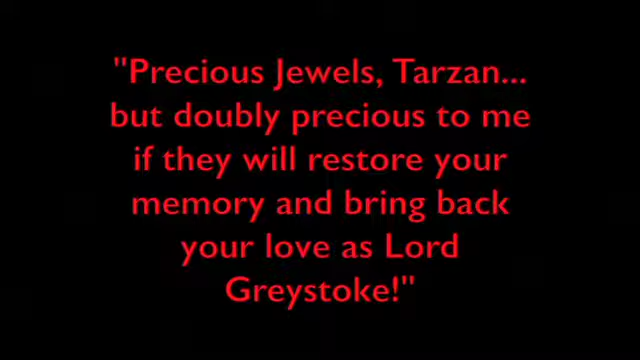 "Precious Jewels, Tarzan...
but doubly precious to me
if they will restore your
memory and bring back
your love as Lord
Greystoke!"